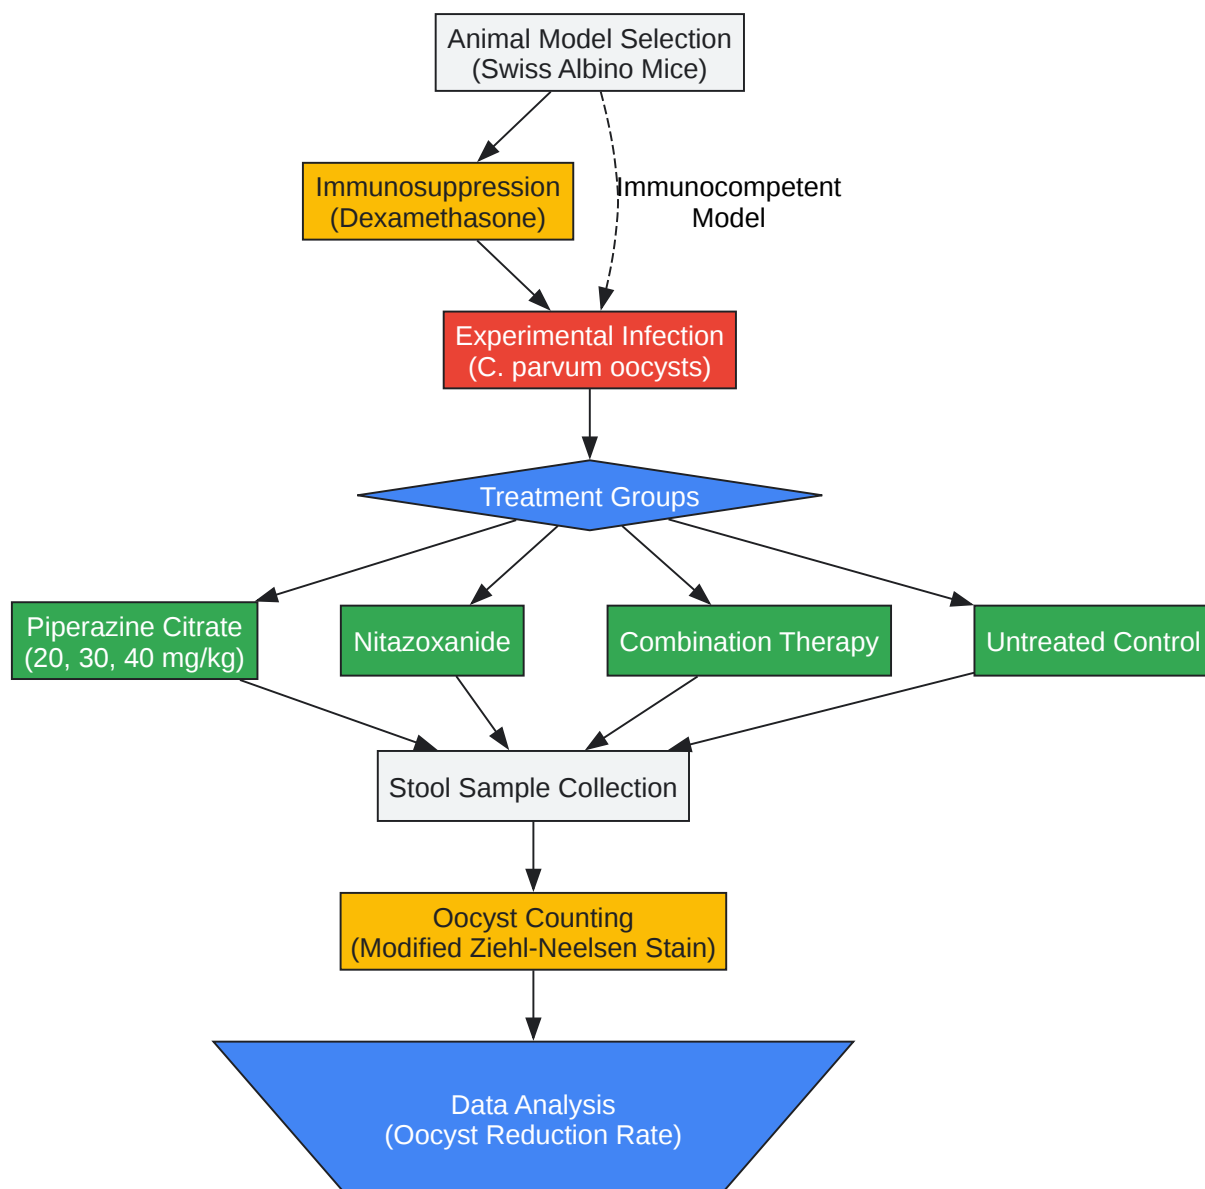 Animal Model Selection
(Swiss Albino Mice)
Immunosuppression
(Dexamethasone)
Immunocompetent
Model
Experimental Infection
(C. parvum oocysts)
Treatment Groups
Piperazine Citrate
(20, 30, 40 mg/kg)
Nitazoxanide
Combination Therapy
Untreated Control
Stool Sample Collection
Oocyst Counting
(Modified Ziehl-Neelsen Stain)
Data Analysis
(Oocyst Reduction Rate)